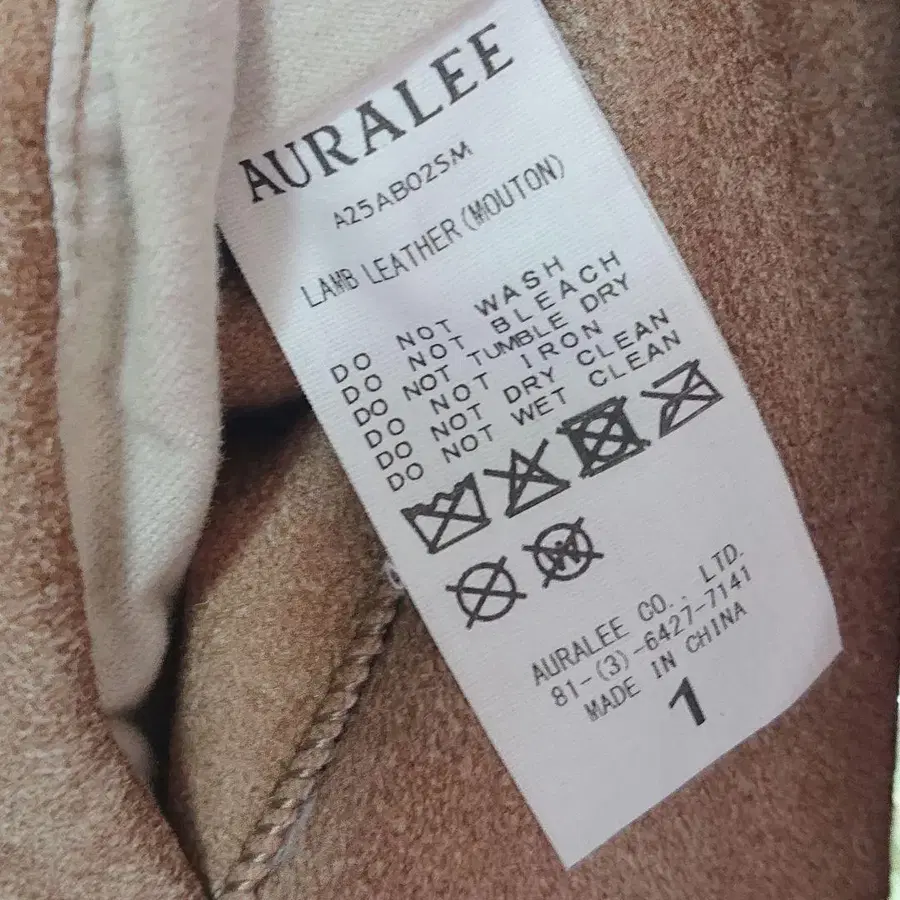 AURALEE
A25AB02SM
LAMB LEATHER(MOUTON)
DO NOT WASH
DO NOT BLEACH
DO NOT TUMBLE DRY
DO NOT IRON
DO NOT DRY CLEAN
DO NOT WET CLEAN
W
AURALEE CO., LTD.
81-(3)-6427-7141
MADE IN CHINA
1